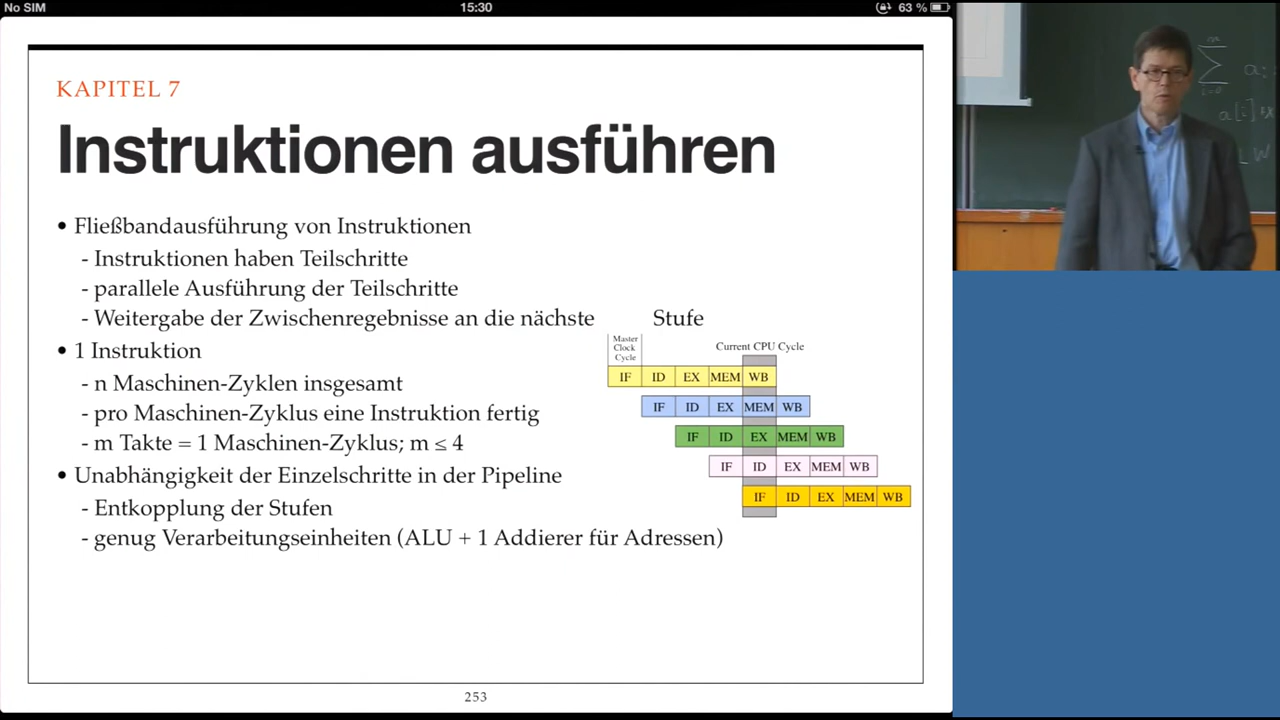 No SIM 15:30 63 %
KAPITEL 7
Instruktionen ausführen
• Fließbandausführung von Instruktionen
- Instruktionen haben Teilschritte
- parallele Ausführung der Teilschritte
- Weitergabe der Zwischenregebnisse an die nächste Stufe
• 1 Instruktion
- n Maschinen-Zyklen insgesamt
- pro Maschinen-Zyklus eine Instruktion fertig
- m Takte = 1 Maschinen-Zyklus; m ≤ 4
• Unabhängigkeit der Einzelschritte in der Pipeline
- Entkopplung der Stufen
- genug Verarbeitungseinheiten (ALU + 1 Addierer für Adressen)
Master
Clock
Cycle
Current CPU Cycle
IF ID EX MEM WB
IF ID EX MEM WB
IF ID EX MEM WB
IF ID EX MEM WB
IF ID EX MEM WB
253
∑
i=0
a
a[i]
W